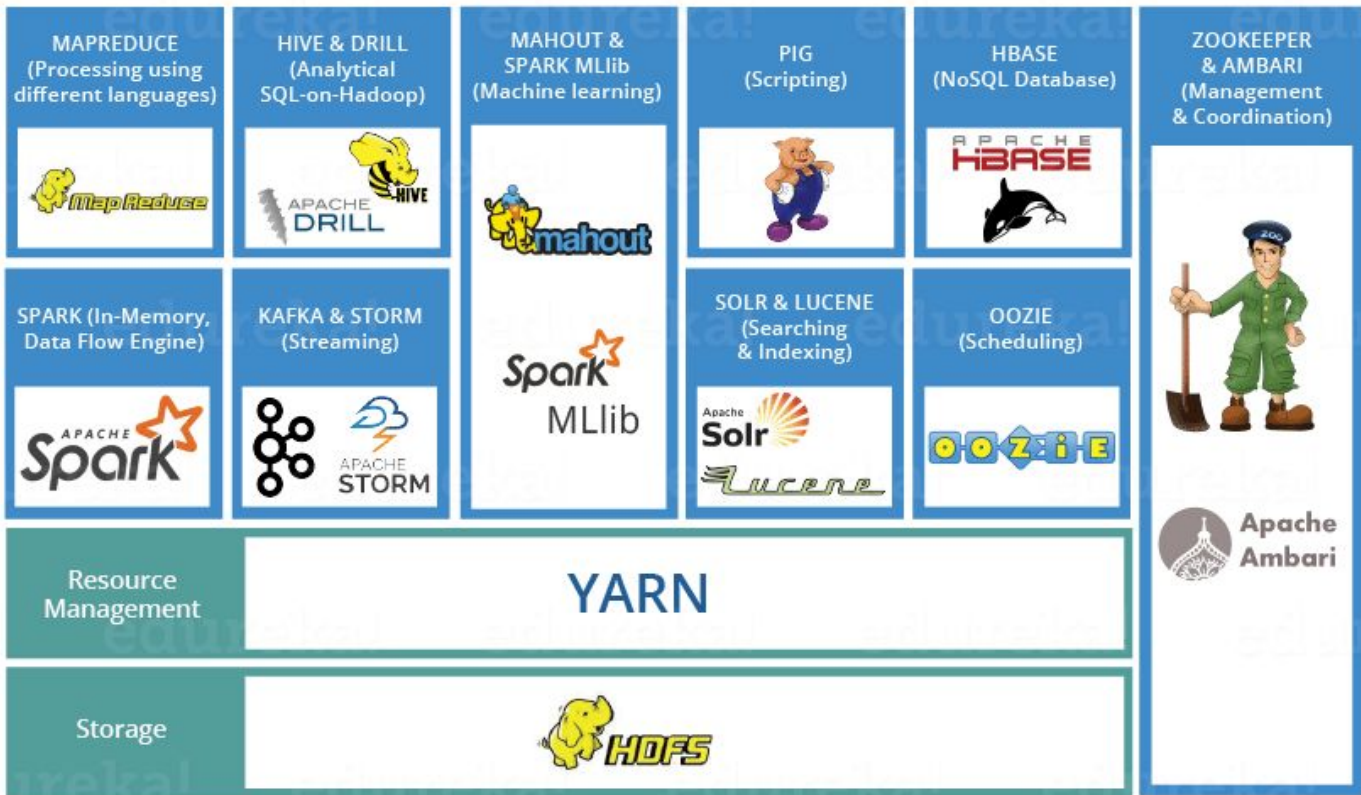 MAPREDUCE
(Processing using
different languages)
Map Reduce
HIVE & DRILL
(Analytical
SQL-on-Hadoop)
HIVE
APACHE
DRILL
MAHOUT &
SPARK MLlib
(Machine learning)
mahout
Spark
MLlib
PIG
(Scripting)
HBASE
(NoSQL Database)
APACHE
HBASE
ZOOKEEPER
& AMBARI
(Management
& Coordination)
ZOO
Apache
Ambari
SPARK (In-Memory,
Data Flow Engine)
APACHE
Spark
KAFKA & STORM
(Streaming)
APACHE
STORM
SOLR & LUCENE
(Searching
& Indexing)
Apache
Solr
Lucene
OOZIE
(Scheduling)
OOZiE
Resource
Management
YARN
Storage
HDFS
edureka!